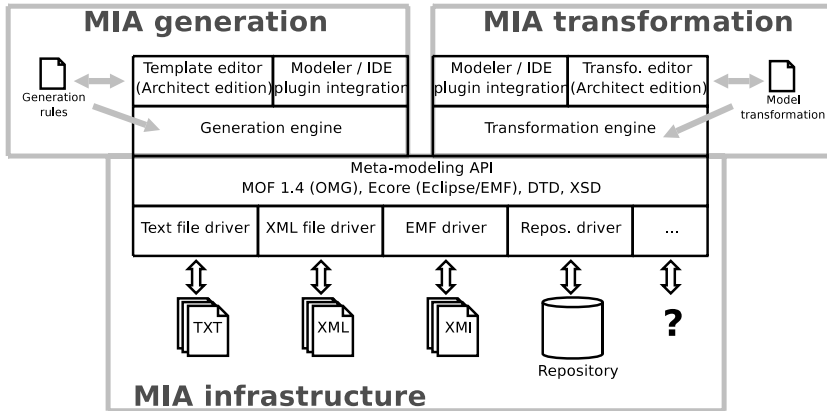 MIA generation
MIA transformation
Generation
rules
Template editor
(Architect edition)
Modeler / IDE
plugin integration
Generation engine
Modeler / IDE
plugin integration
Transfo. editor
(Architect edition)
Transformation engine
Model
transformation
Meta-modeling API
MOF 1.4 (OMG), Ecore (Eclipse/EMF), DTD, XSD
Text file driver
XML file driver
EMF driver
Repos. driver
...
TXT
XML
XMI
Repository
?
MIA infrastructure